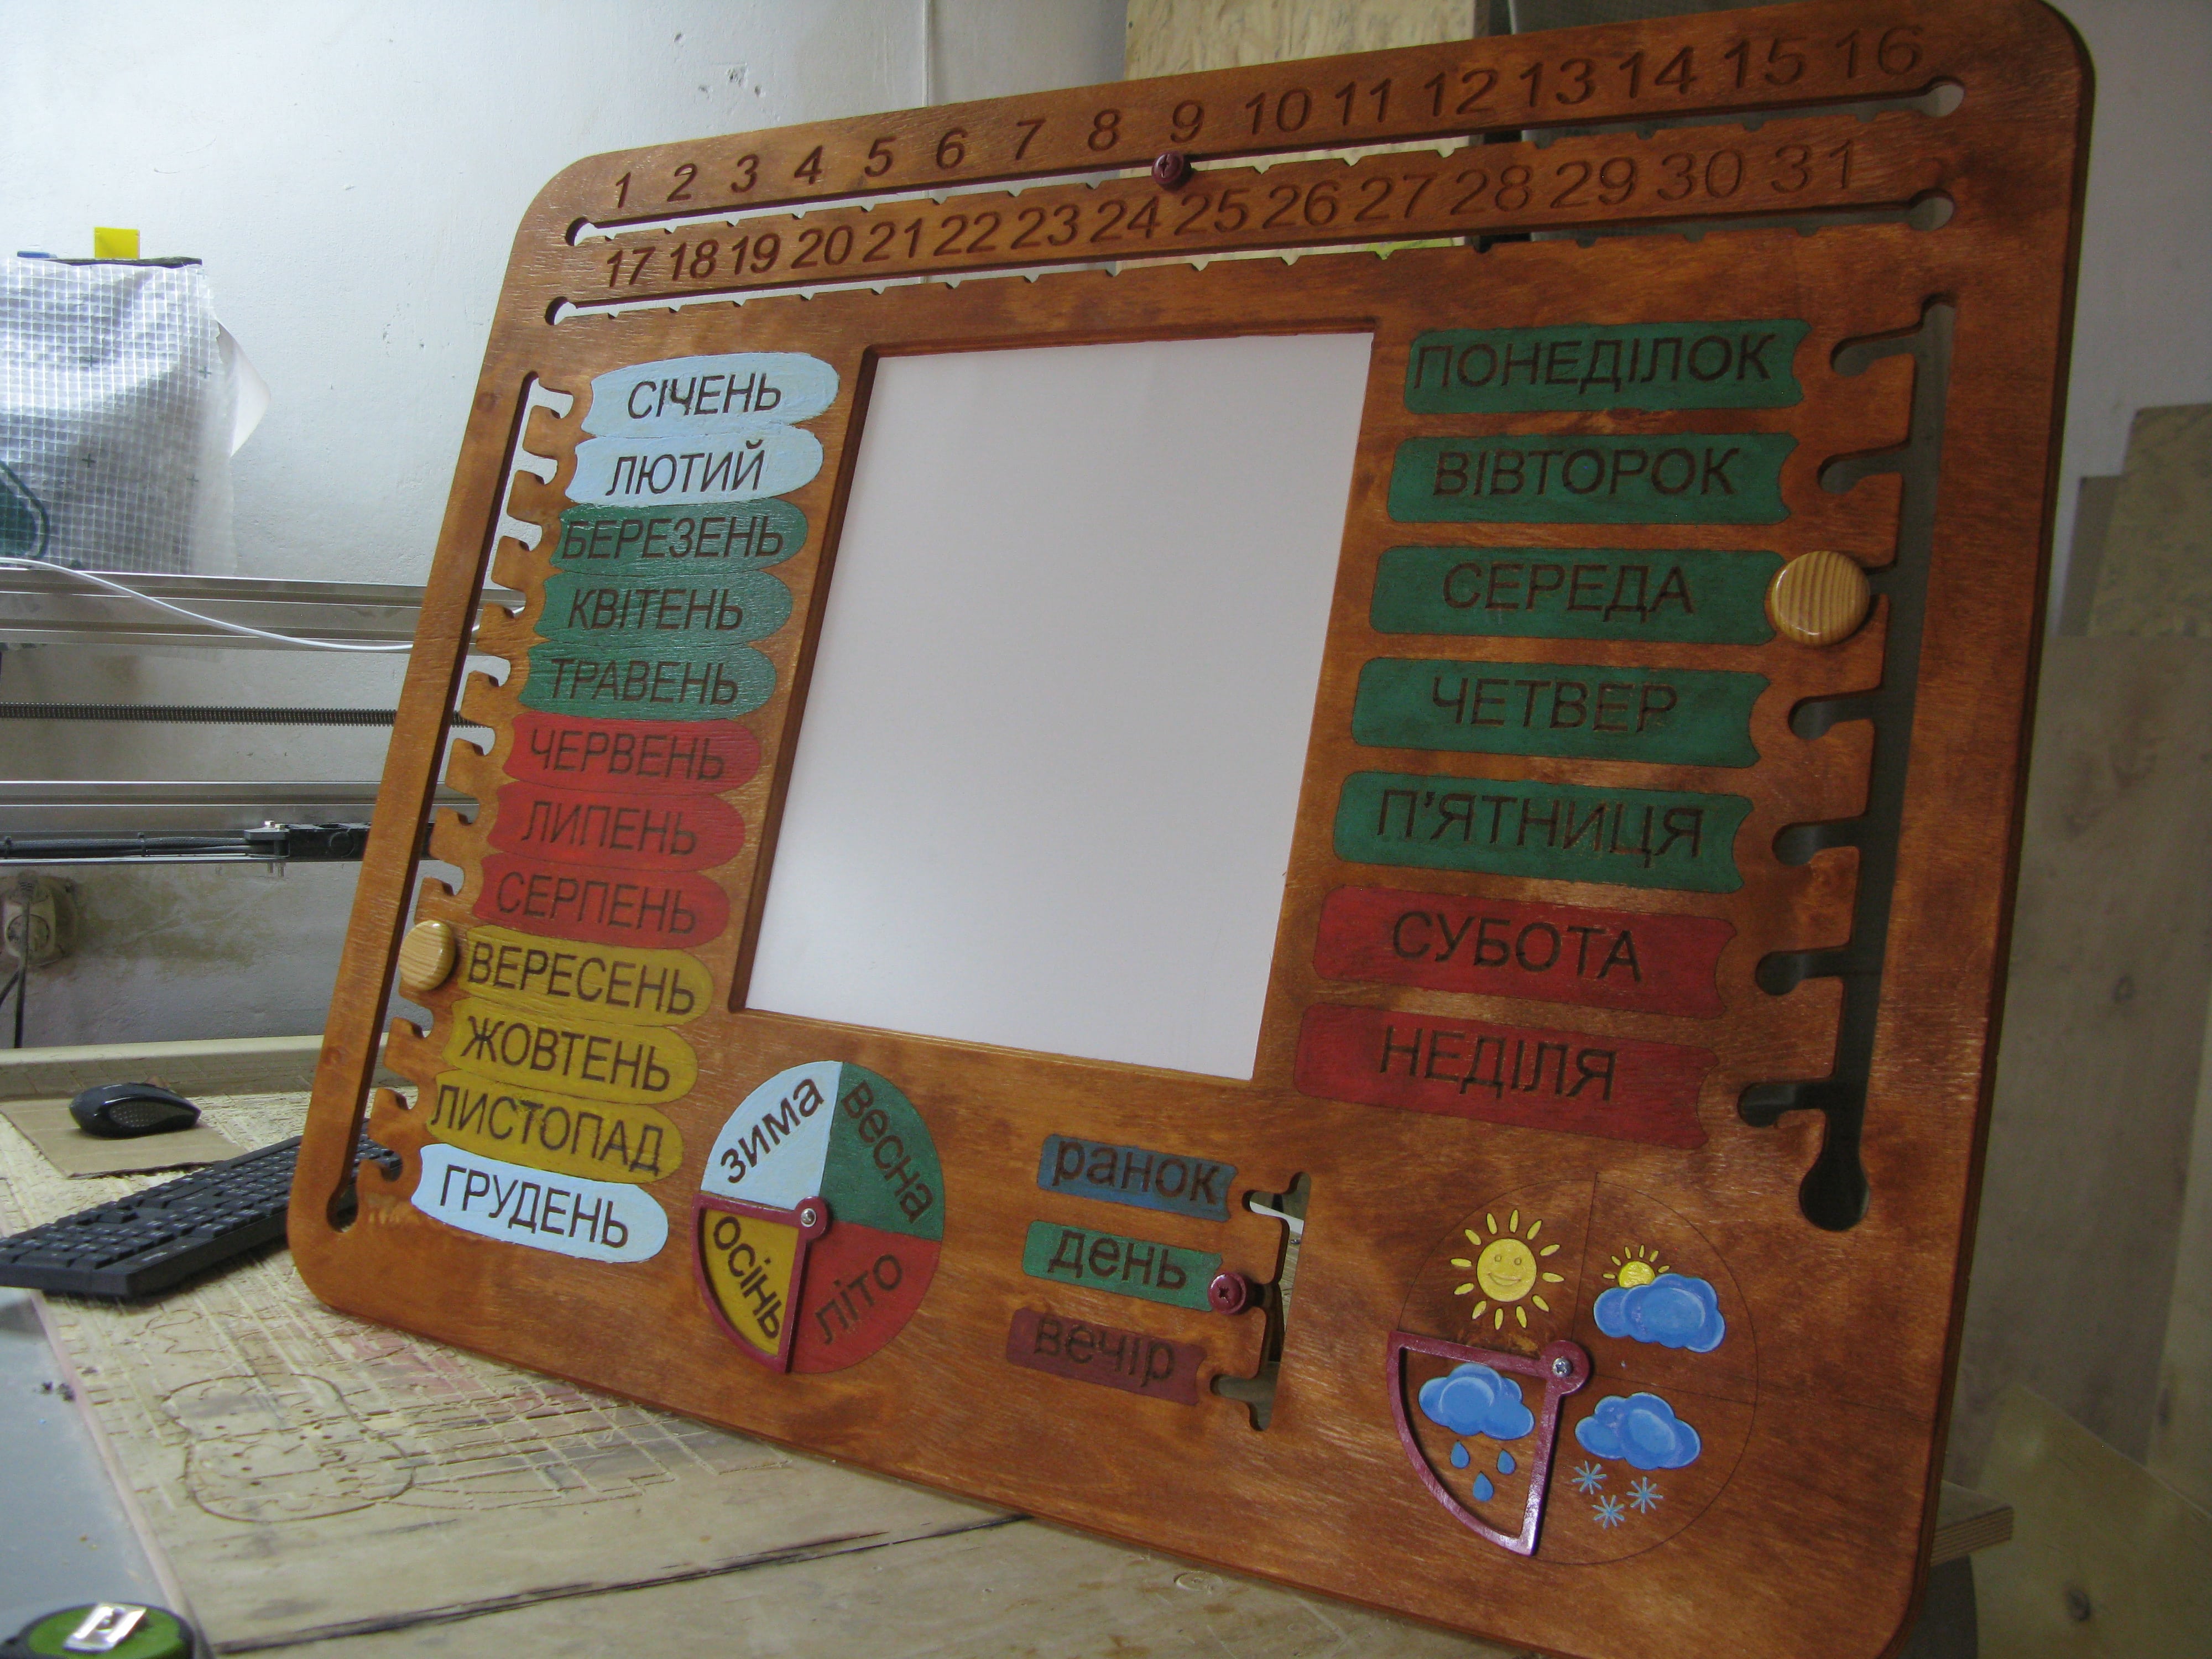 1 2 3 4 5 6 7 8 9 10 11 12 13 14 15 16
17 18 19 20 21 22 23 24 25 26 27 28 29 30 31
СІЧЕНЬ
ЛЮТИЙ
БЕРЕЗЕНЬ
КВІТЕНЬ
ТРАВЕНЬ
ЧЕРВЕНЬ
ЛИПЕНЬ
СЕРПЕНЬ
ВЕРЕСЕНЬ
ЖОВТЕНЬ
ЛИСТОПАД
ГРУДЕНЬ
ПОНЕДІЛОК
ВІВТОРОК
СЕРЕДА
ЧЕТВЕР
П'ЯТНИЦЯ
СУБОТА
НЕДІЛЯ
зима
весна
осінь
літо
ранок
день
вечір